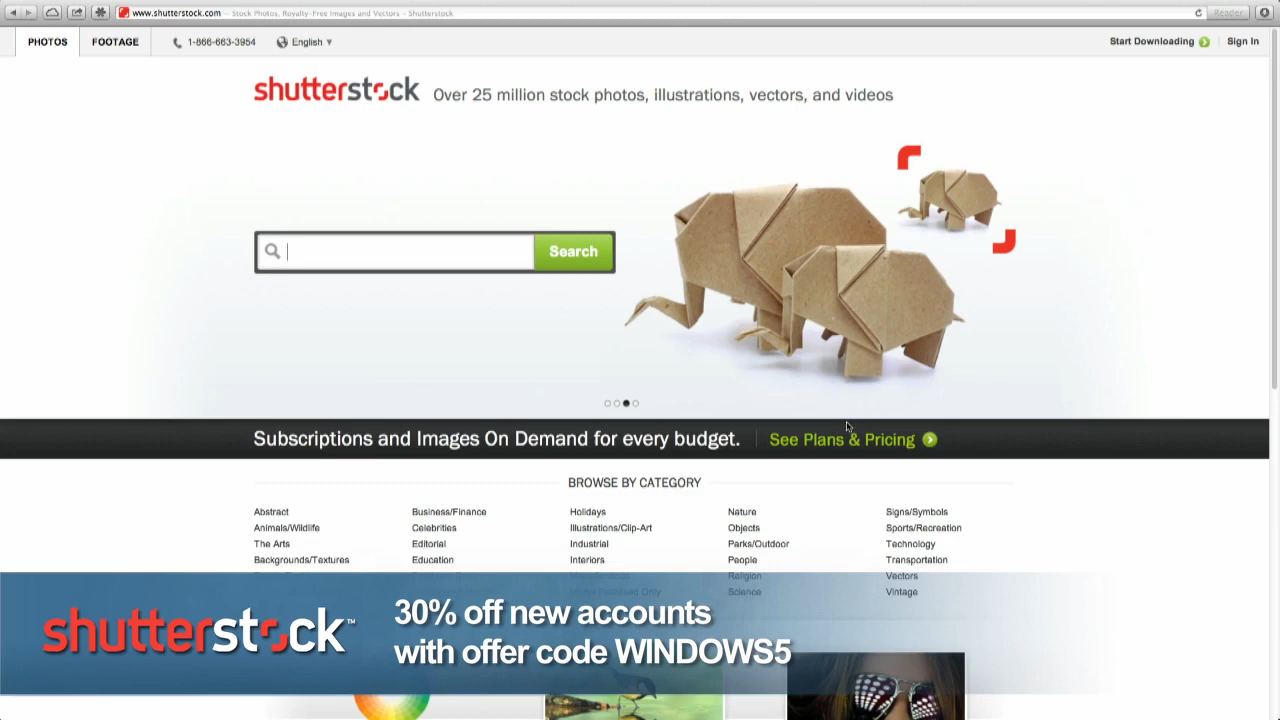 www.shutterstock.com — Stock Photos, Royalty-Free Images and Vectors – Shutterstock
Reader
PHOTOS
FOOTAGE
1-866-663-3954
English
Start Downloading
Sign In
shutterstock
Over 25 million stock photos, illustrations, vectors, and videos
Search
Subscriptions and Images On Demand for every budget.
See Plans & Pricing
BROWSE BY CATEGORY
Abstract
Animals/Wildlife
The Arts
Backgrounds/Textures
Business/Finance
Celebrities
Editorial
Education
Holidays
Illustrations/Clip-Art
Industrial
Interiors
Nature
Objects
Parks/Outdoor
People
Religion
Science
Signs/Symbols
Sports/Recreation
Technology
Transportation
Vectors
Vintage
shutterstock™
30% off new accounts
with offer code WINDOWS5